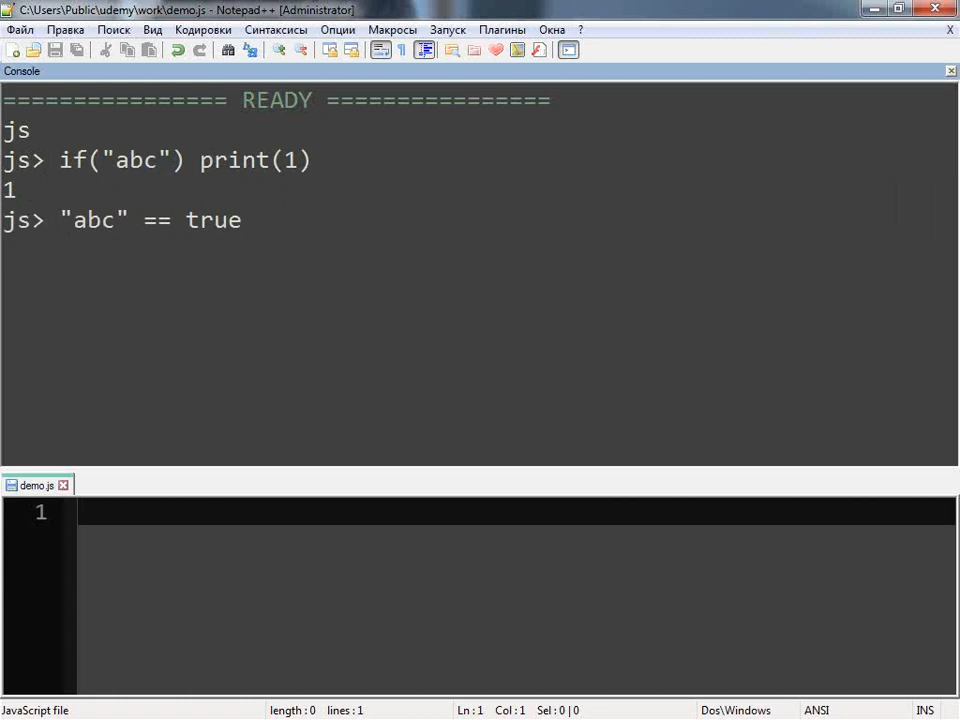 C:\Users\Public\udemy\work\demo.js - Notepad++ [Administrator]
Файл Правка Поиск Вид Кодировки Синтаксисы Опции Макросы Запуск Плагины Окна ? X
Console
================ READY ================
js
js> if("abc") print(1)
1
js> "abc" == true
demo.js
1
JavaScript file length : 0 lines : 1 Ln : 1 Col : 1 Sel : 0 | 0 Dos\Windows ANSI INS